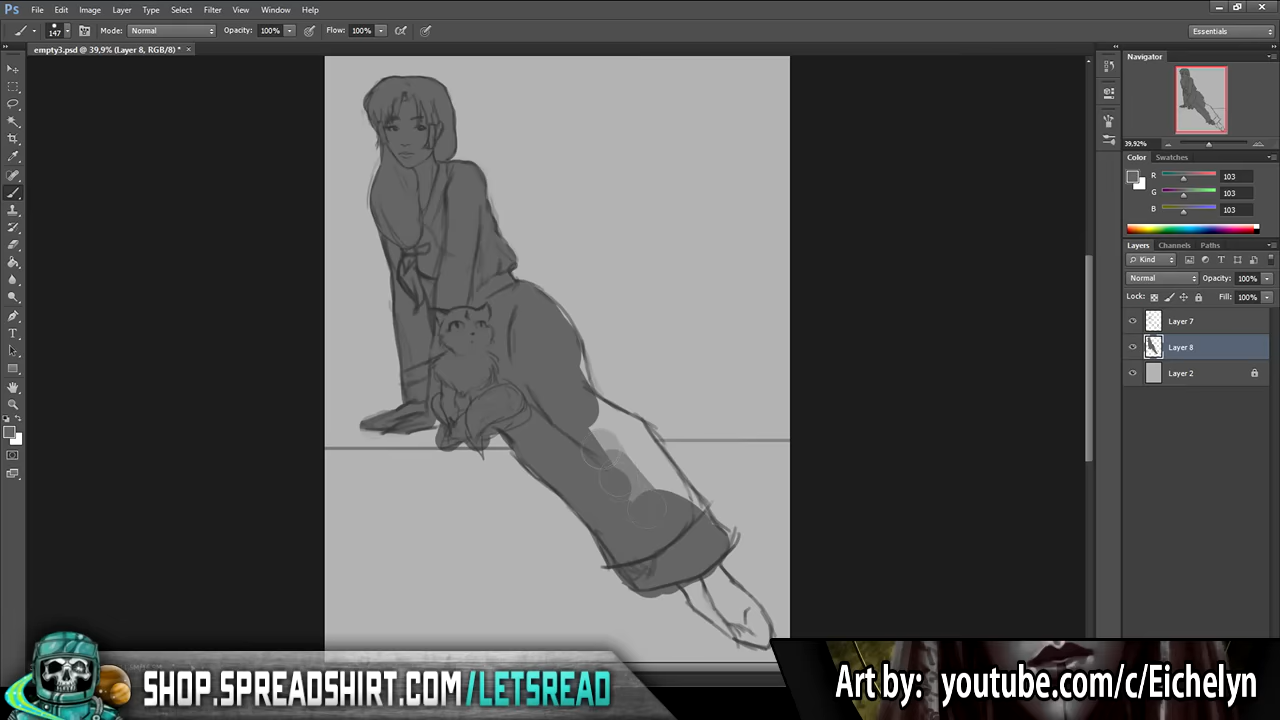 Ps File Edit Image Layer Type Select Filter View Window Help
147 Mode: Normal Opacity: 100% Flow: 100% Essentials
empty3.psd @ 39,9% (Layer 8, RGB/8) * ×
Navigator
39,92%
Color Swatches
R 103
G 103
B 103
Layers Channels Paths
Kind
Normal Opacity: 100%
Lock: Fill: 100%
Layer 7
Layer 8
Layer 2
SHOP.SPREADSHIRT.COM/LETSREAD
Art by: youtube.com/c/Eichelyn